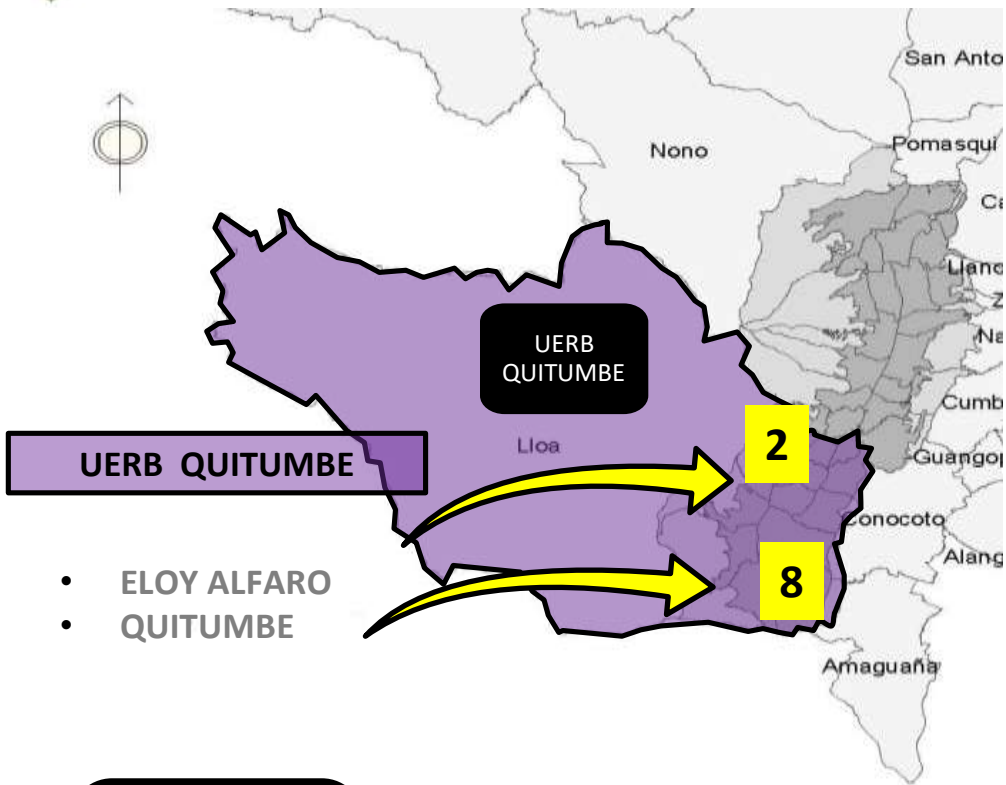 San Anto
Nono
Pomasqui
Ca
Llano
Z
Na
UERB
QUITUMBE
Cumb
2
Lloa
UERB QUITUMBE
Guangop
Conocoto
Alang
8
• ELOY ALFARO
• QUITUMBE
Amaguaña